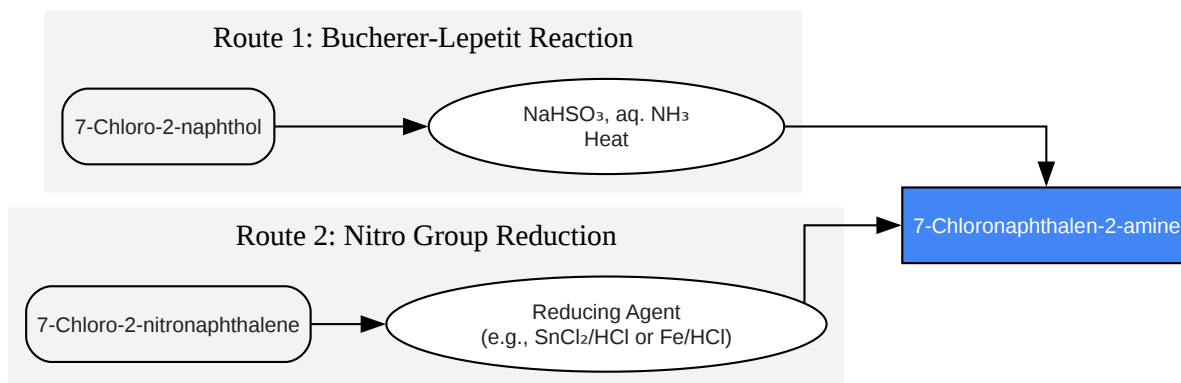 Route 1: Bucherer-Lepetit Reaction
7-Chloro-2-naphthol
NaHSO₃, aq. NH₃
Heat
7-Chloronaphthalen-2-amine
Route 2: Nitro Group Reduction
7-Chloro-2-nitronaphthalene
Reducing Agent
(e.g., SnCl₂/HCl or Fe/HCl)